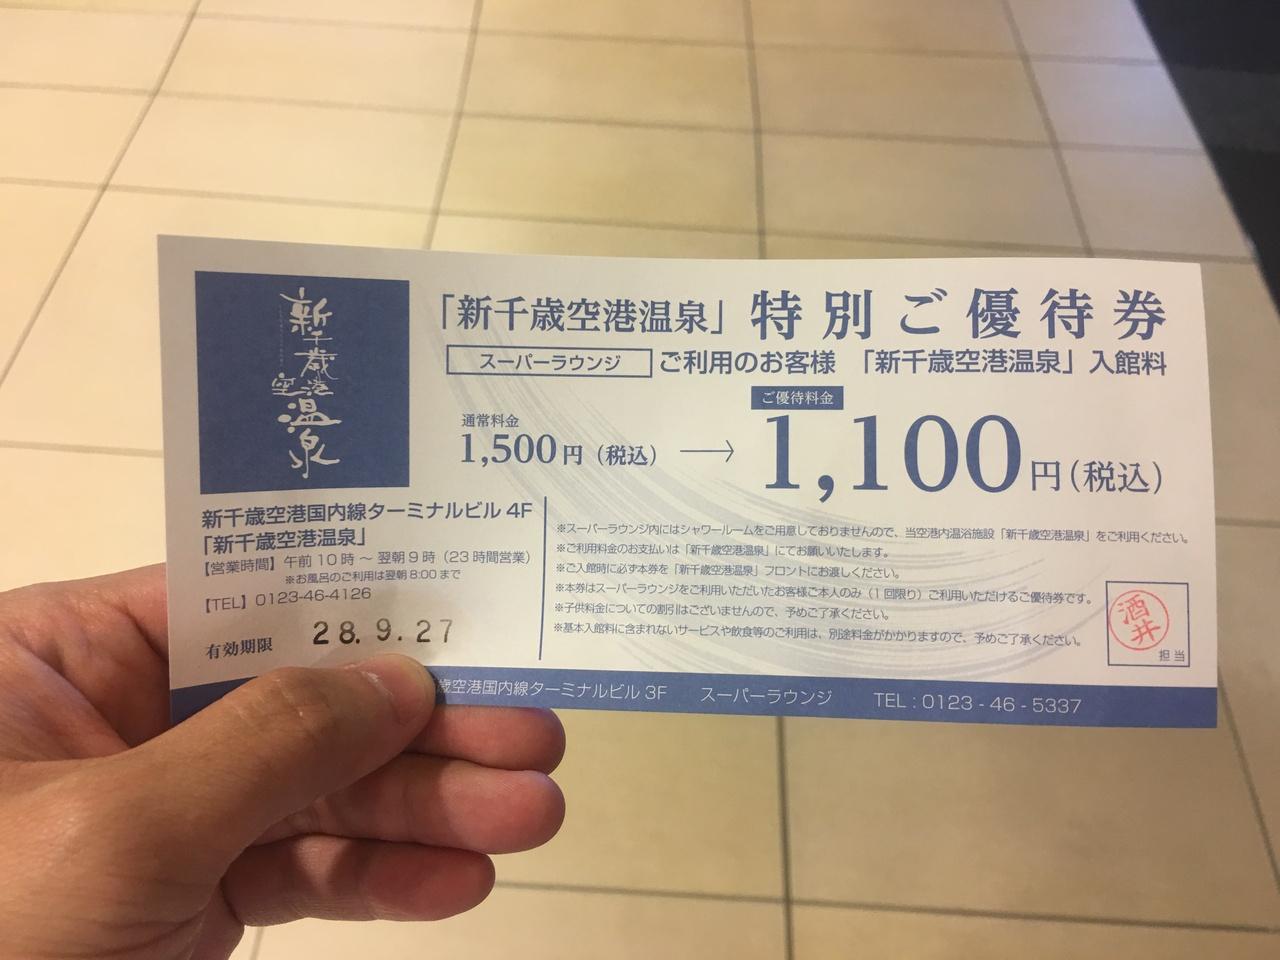 新千歳空港温泉
「新千歳空港温泉」特別ご優待券
スーパーラウンジ ご利用のお客様 「新千歳空港温泉」入館料
通常料金
1,500円（税込） → ご優待料金 1,100円（税込）
新千歳空港国内線ターミナルビル 4F
「新千歳空港温泉」
【営業時間】午前10時～翌朝9時（23時間営業）
※お風呂のご利用は翌朝8:00まで
【TEL】0123-46-4126
有効期限 28.9.27
※スーパーラウンジ内にはシャワールームをご用意しておりませんので、当空港内温浴施設「新千歳空港温泉」をご利用ください。
※ご利用料金のお支払いは「新千歳空港温泉」にてお願いいたします。
※ご入館時に必ず本券を「新千歳空港温泉」フロントにお渡しください。
※本券はスーパーラウンジをご利用いただいたお客様ご本人のみ（1回限り）ご利用いただけるご優待券です。
※子供料金についての割引はございませんので、予めご了承ください。
※基本入館料に含まれないサービスや飲食等のご利用は、別途料金がかかりますので、予めご了承ください。
酒井
担当
歳空港国内線ターミナルビル 3F スーパーラウンジ TEL : 0123 - 46 - 5337